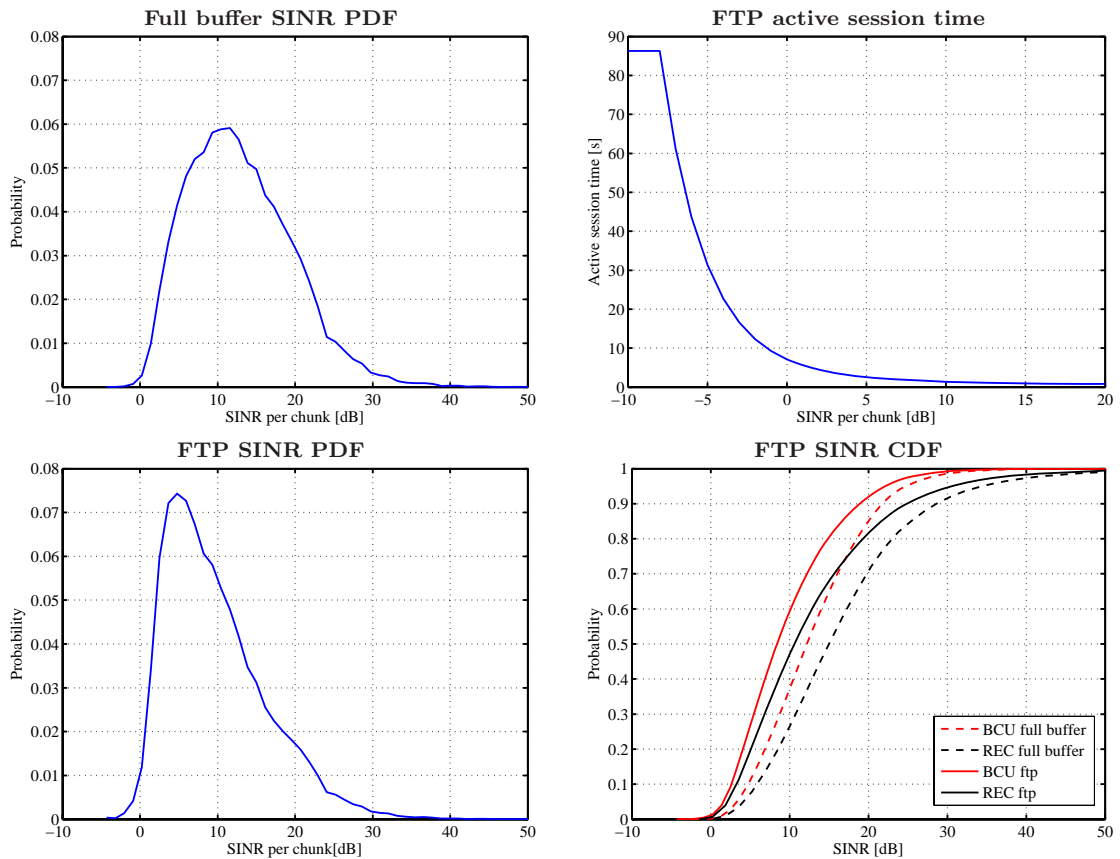 Full buffer SINR PDF
0.08
0.07
0.06
0.05
0.04
0.03
0.02
0.01
0
Probability
−10 0 10 20 30 40 50
SINR per chunk [dB]
FTP active session time
90
80
70
60
50
40
30
20
10
0
Active session time [s]
−10 −5 0 5 10 15 20
SINR per chunk [dB]
FTP SINR PDF
0.08
0.07
0.06
0.05
0.04
0.03
0.02
0.01
0
Probability
−10 0 10 20 30 40 50
SINR per chunk[dB]
FTP SINR CDF
1
0.9
0.8
0.7
0.6
0.5
0.4
0.3
0.2
0.1
0
Probability
BCU full buffer
REC full buffer
BCU ftp
REC ftp
−10 0 10 20 30 40 50
SINR [dB]